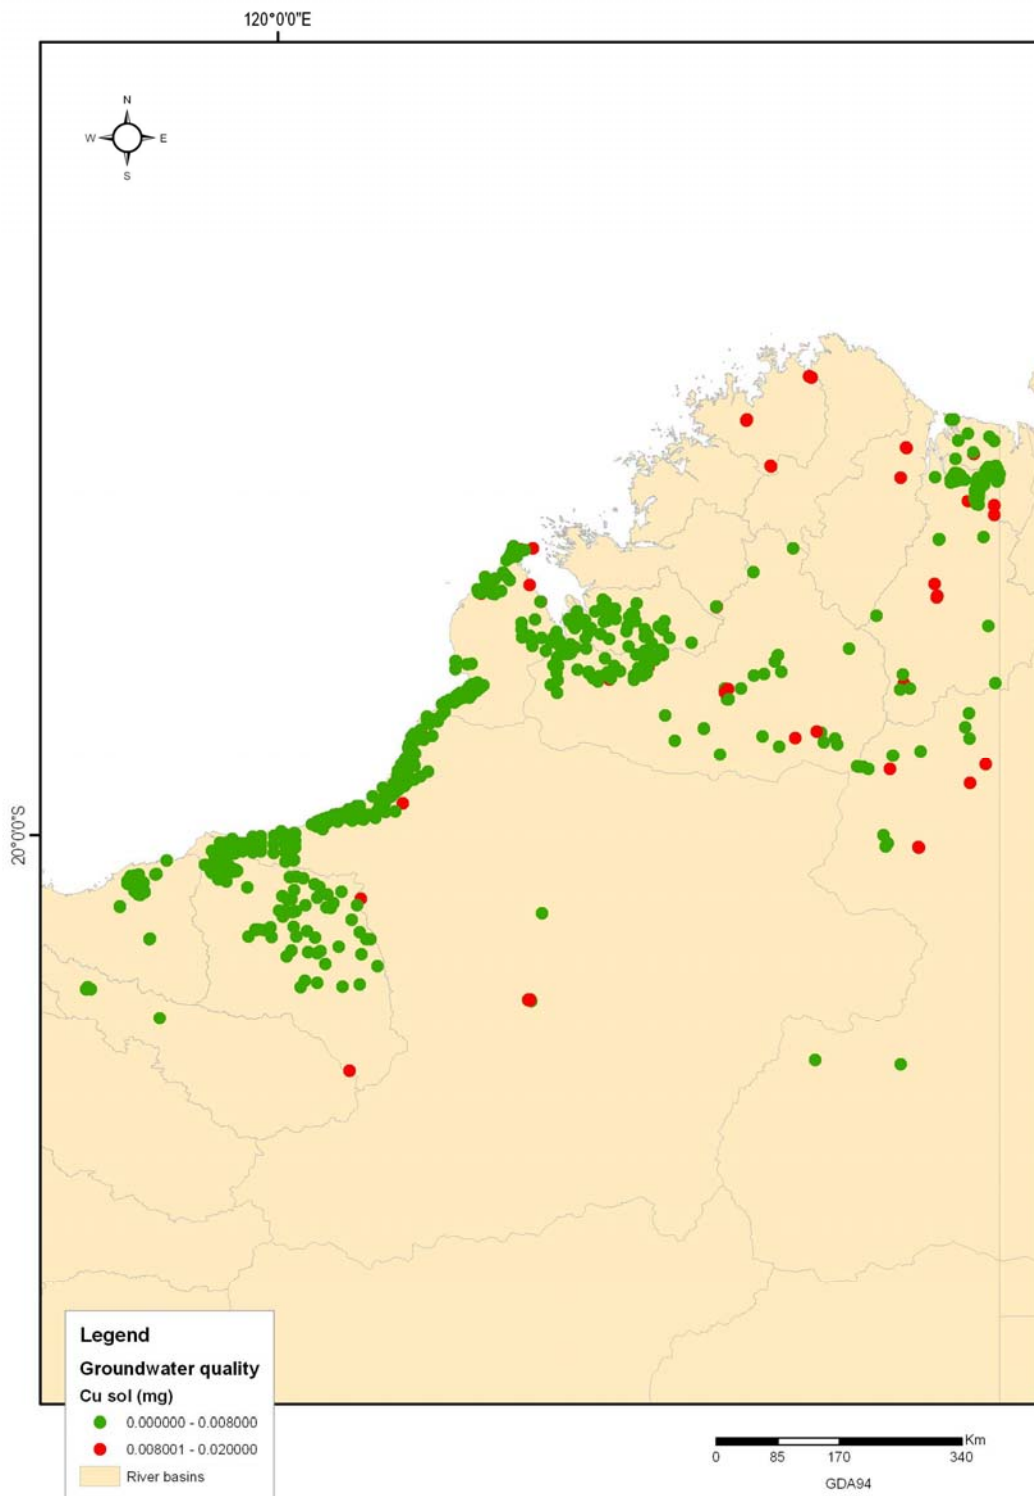 120°0'0"E
N
W E
S
20°0'0"S
Legend
Groundwater quality
Cu sol (mg)
0.000000 - 0.008000
0.008001 - 0.020000
River basins
Km
0 85 170 340
GDA94